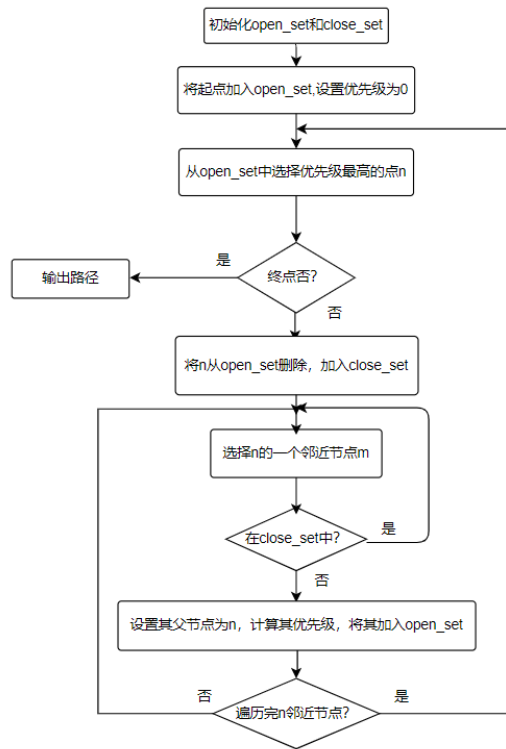 初始化open_set和close_set
将起点加入open_set,设置优先级为0
从open_set中选择优先级最高的点n
是
输出路径
终点否?
否
将n从open_set删除，加入close_set
选择n的一个邻近节点m
在close_set中?
是
否
设置其父节点为n，计算其优先级，将其加入open_set
否
遍历完n邻近节点?
是